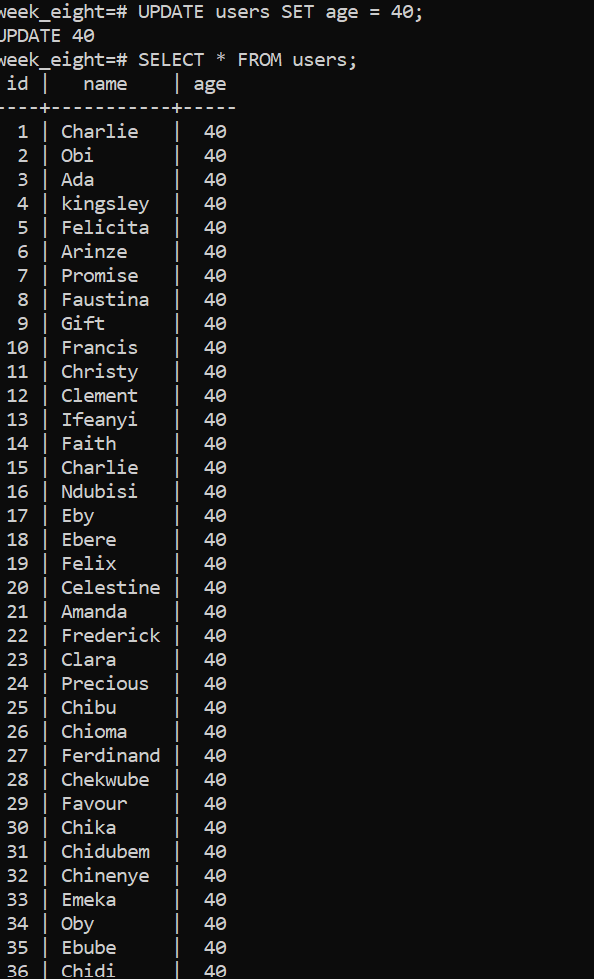 week_eight=# UPDATE users SET age = 40;
UPDATE 40
week_eight=# SELECT * FROM users;
 id |   name    | age
----+-----------+-----
  1 | Charlie   |  40
  2 | Obi       |  40
  3 | Ada       |  40
  4 | kingsley  |  40
  5 | Felicita  |  40
  6 | Arinze    |  40
  7 | Promise   |  40
  8 | Faustina  |  40
  9 | Gift      |  40
 10 | Francis   |  40
 11 | Christy   |  40
 12 | Clement   |  40
 13 | Ifeanyi   |  40
 14 | Faith     |  40
 15 | Charlie   |  40
 16 | Ndubisi   |  40
 17 | Eby       |  40
 18 | Ebere     |  40
 19 | Felix     |  40
 20 | Celestine |  40
 21 | Amanda    |  40
 22 | Frederick |  40
 23 | Clara     |  40
 24 | Precious  |  40
 25 | Chibu     |  40
 26 | Chioma    |  40
 27 | Ferdinand |  40
 28 | Chekwube  |  40
 29 | Favour    |  40
 30 | Chika     |  40
 31 | Chidubem  |  40
 32 | Chinenye  |  40
 33 | Emeka     |  40
 34 | Oby       |  40
 35 | Ebube     |  40
 36 | Chidi     |  40